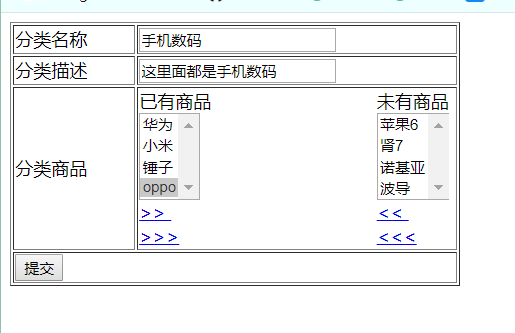 分类名称 手机数码
分类描述 这里面都是手机数码
已有商品 未有商品
华为 苹果6
小米 肾7
分类商品 锤子 诺基亚
oppo 波导
>> <<
>>> <<<
提交